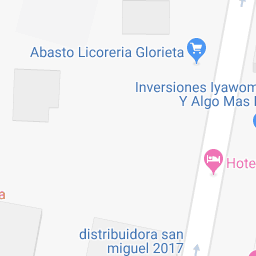 Abasto Licoreria Glorieta
Inversiones Iyawom
Y Algo Mas
Hote
a
distribuidora san
miguel 2017